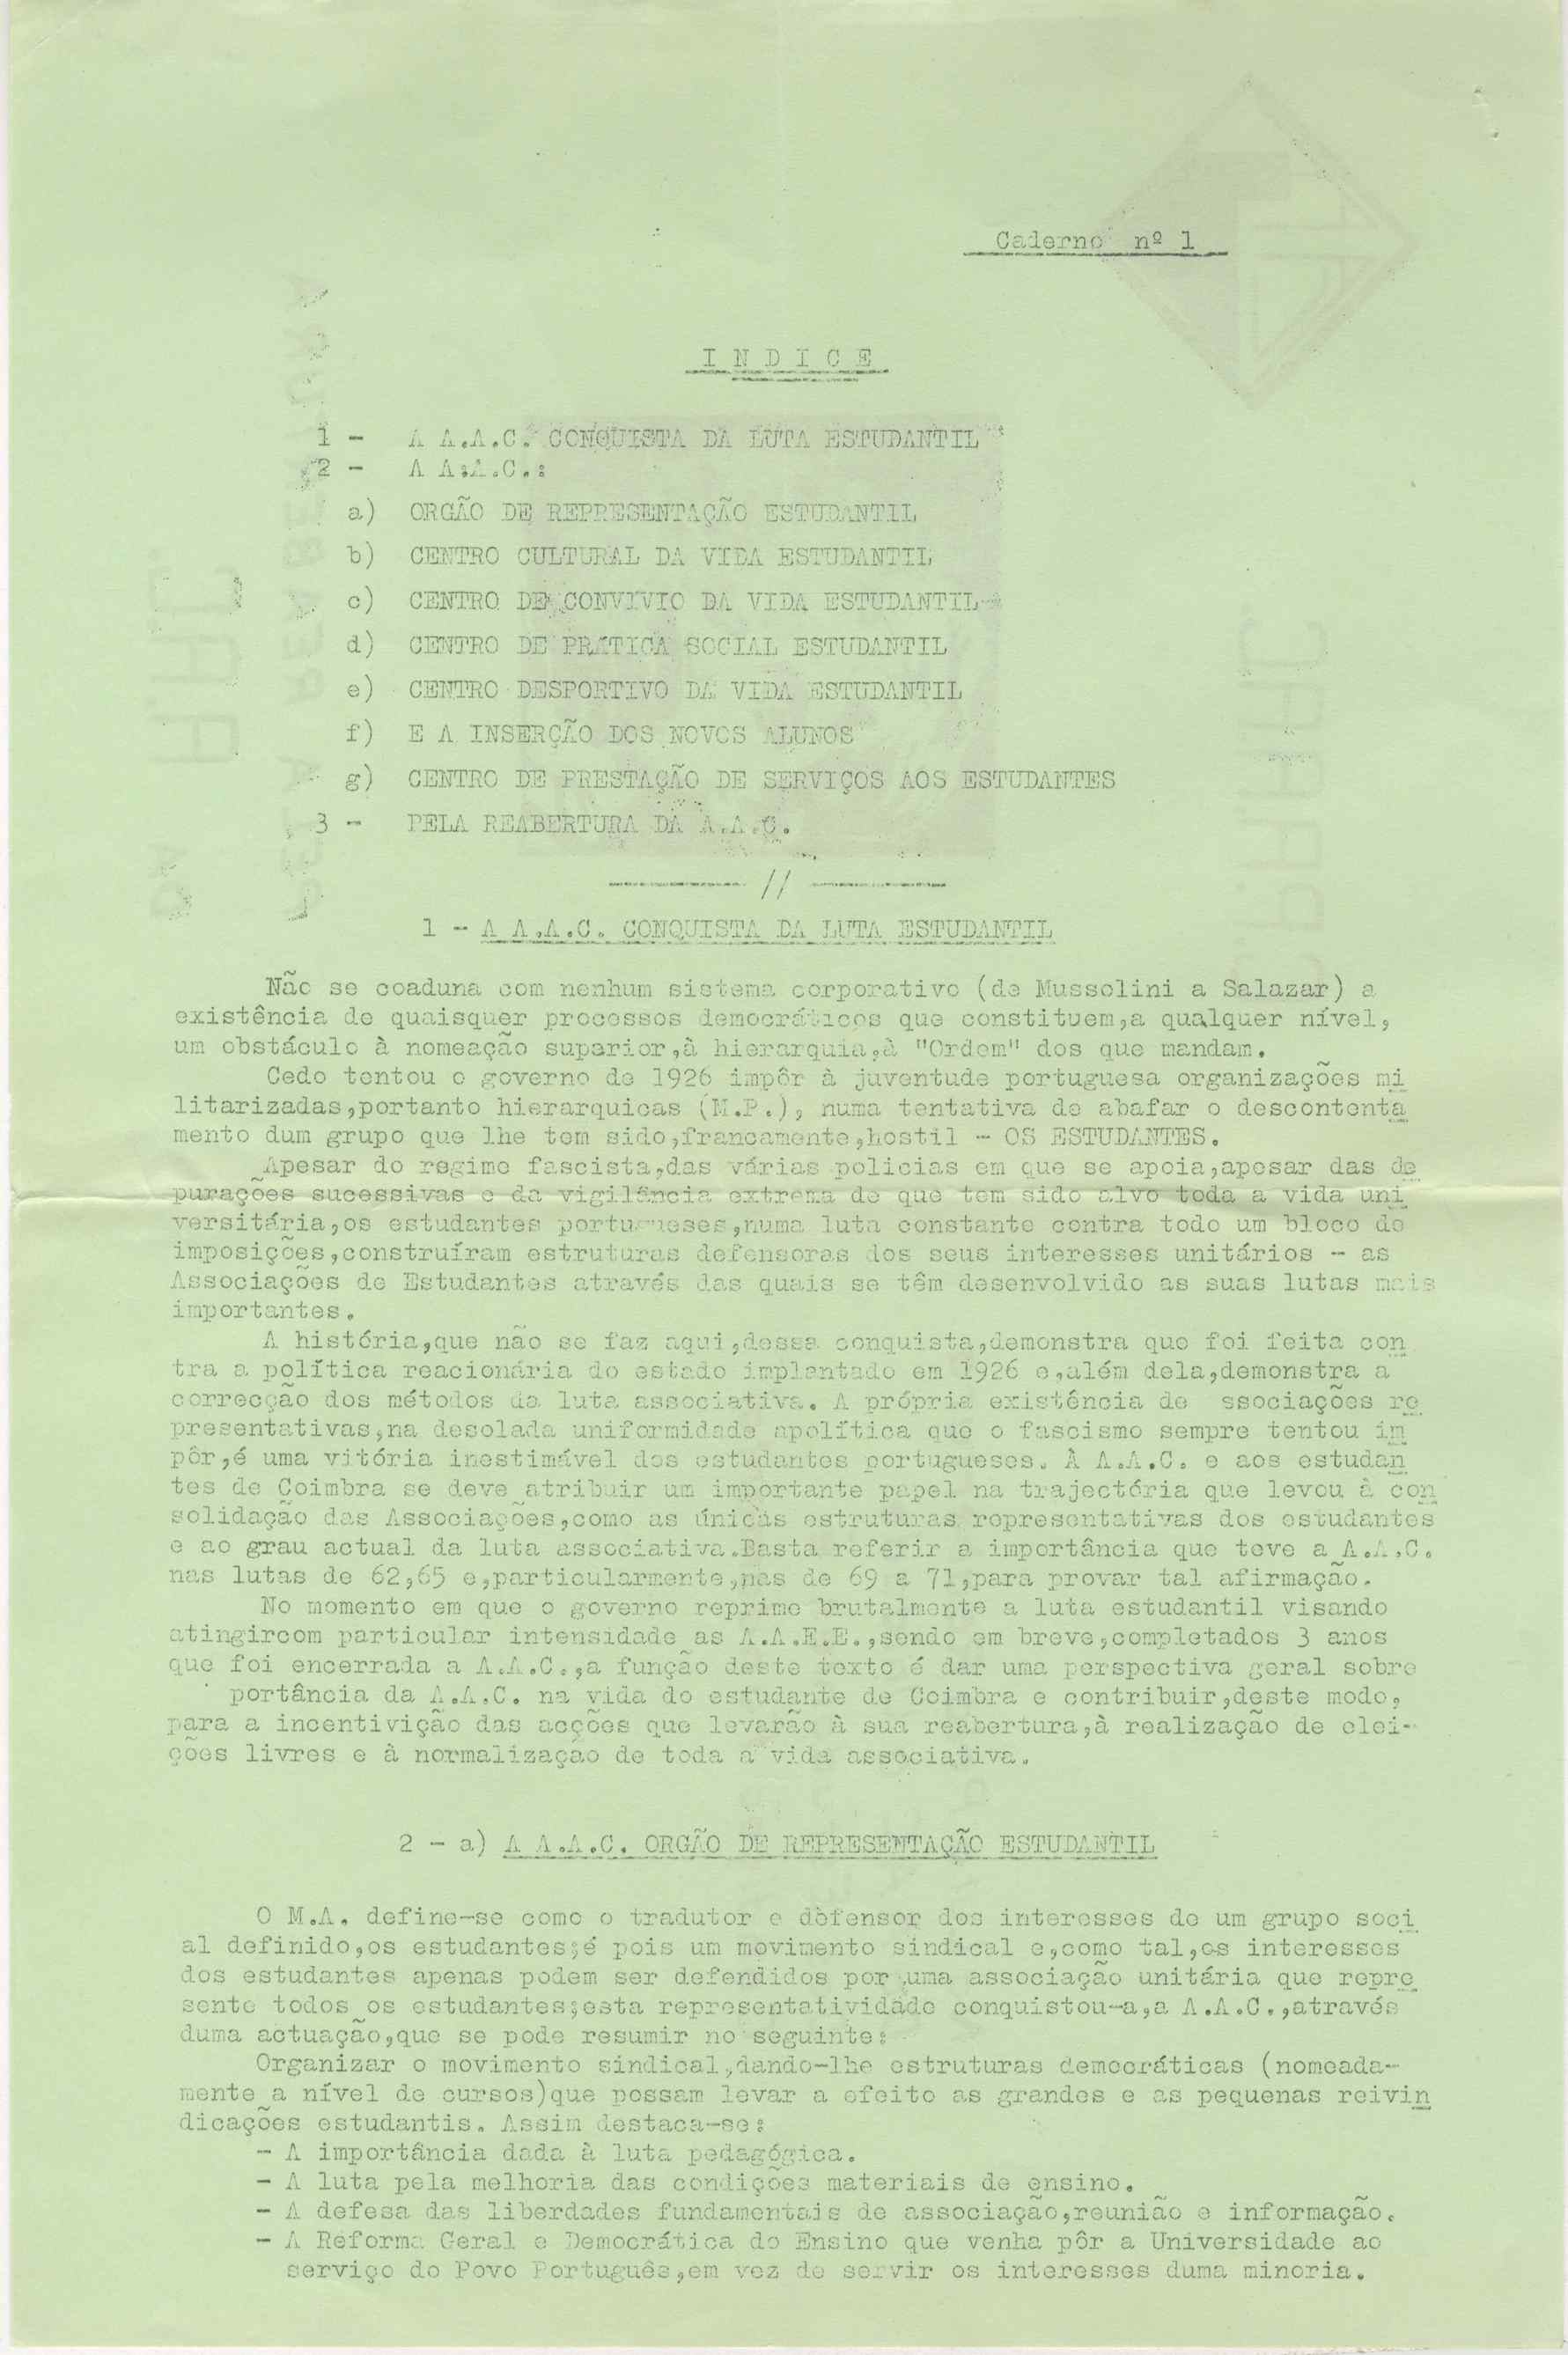 Caderno nº 1
I N D I C E
1 - A A.A.C. CONQUISTA DA LUTA ESTUDANTIL
2 - A A.A.C.:
a) ORGÃO DE REPRESENTAÇÃO ESTUDANTIL
b) CENTRO CULTURAL DA VIDA ESTUDANTIL
c) CENTRO DE CONVIVIO DA VIDA ESTUDANTIL
d) CENTRO DE PRATICA SOCIAL ESTUDANTIL
e) CENTRO DESPORTIVO DA VIDA ESTUDANTIL
f) E A INSERÇÃO DOS NOVOS ALUNOS
g) CENTRO DE PRESTAÇÃO DE SERVIÇOS AOS ESTUDANTES
3 - PELA REABERTURA DA A.A.C.
---------- // ----------
1 - A A.A.C. CONQUISTA DA LUTA ESTUDANTIL
Não se coaduna com nenhum sistema corporativo (de Mussolini a Salazar) a
existência de quaisquer processos democráticos que constituem,a qualquer nível,
um obstáculo à nomeação superior,à hierarquia,à "Ordem" dos que mandam.
Cedo tentou o governo de 1926 impôr à juventude portuguesa organizações mi
litarizadas,portanto hierarquicas (M.P.), numa tentativa de abafar o descontenta
mento dum grupo que lhe tem sido,francamente,hostil - OS ESTUDANTES.
Apesar do regime fascista,das várias policias em que se apoia,apesar das de
purações sucessivas e da vigilância extrema de que tem sido alvo toda a vida uni
versitária,os estudantes portugueses,numa luta constante contra todo um bloco de
imposições,construíram estruturas defensoras dos seus interesses unitários - as
Associações de Estudantes através das quais se têm desenvolvido as suas lutas mais
importantes.
A história,que não se faz aqui,dessa conquista,demonstra que foi feita con
tra a política reacionária do estado implantado em 1926 e,além dela,demonstra a
correcção dos métodos da luta associativa. A própria existência de ssociações re
presentativas,na desolada uniformidade apolítica que o fascismo sempre tentou im
pôr,é uma vitória inestimável dos estudantes portugueses. À A.A.C. e aos estudan
tes de Coimbra se deve atribuir um importante papel na trajectória que levou à con
solidação das Associações,como as únicas estruturas representativas dos estudantes
e ao grau actual da luta associativa.Basta referir a importância que teve a A.A.C.
nas lutas de 62,65 e,particularmente,nas de 69 a 71,para provar tal afirmação.
No momento em que o governo reprime brutalmente a luta estudantil visando
atingircom particular intensidade as A.A.E.E.,sendo em breve,completados 3 anos
que foi encerrada a A.A.C.,a função deste texto é dar uma perspectiva geral sobre
portância da A.A.C. na vida do estudante de Coimbra e contribuir,deste modo,
para a incentivição das acções que levarão à sua reabertura,à realização de elei-
ções livres e à normalização de toda a vida associativa.
2 - a) A A.A.C. ORGÃO DE REPRESENTAÇÃO ESTUDANTIL
O M.A. define-se como o tradutor e defensor dos interesses de um grupo soci
al definido,os estudantes;é pois um movimento sindical e,como tal,os interesses
dos estudantes apenas podem ser defendidos por uma associação unitária que repre
sente todos os estudantes;esta representatividade conquistou-a,a A.A.C.,através
duma actuação,que se pode resumir no seguinte:
Organizar o movimento sindical,dando-lhe estruturas democráticas (nomeada-
mente a nível de cursos)que possam levar a efeito as grandes e as pequenas reivin
dicações estudantis. Assim destaca-se:
- A importância dada à luta pedagógica.
- A luta pela melhoria das condições materiais de ensino.
- A defesa das liberdades fundamentais de associação,reunião e informação.
- A Reforma Geral e Democrática do Ensino que venha pôr a Universidade ao
serviço do Povo Português,em vez de servir os interesses duma minoria.